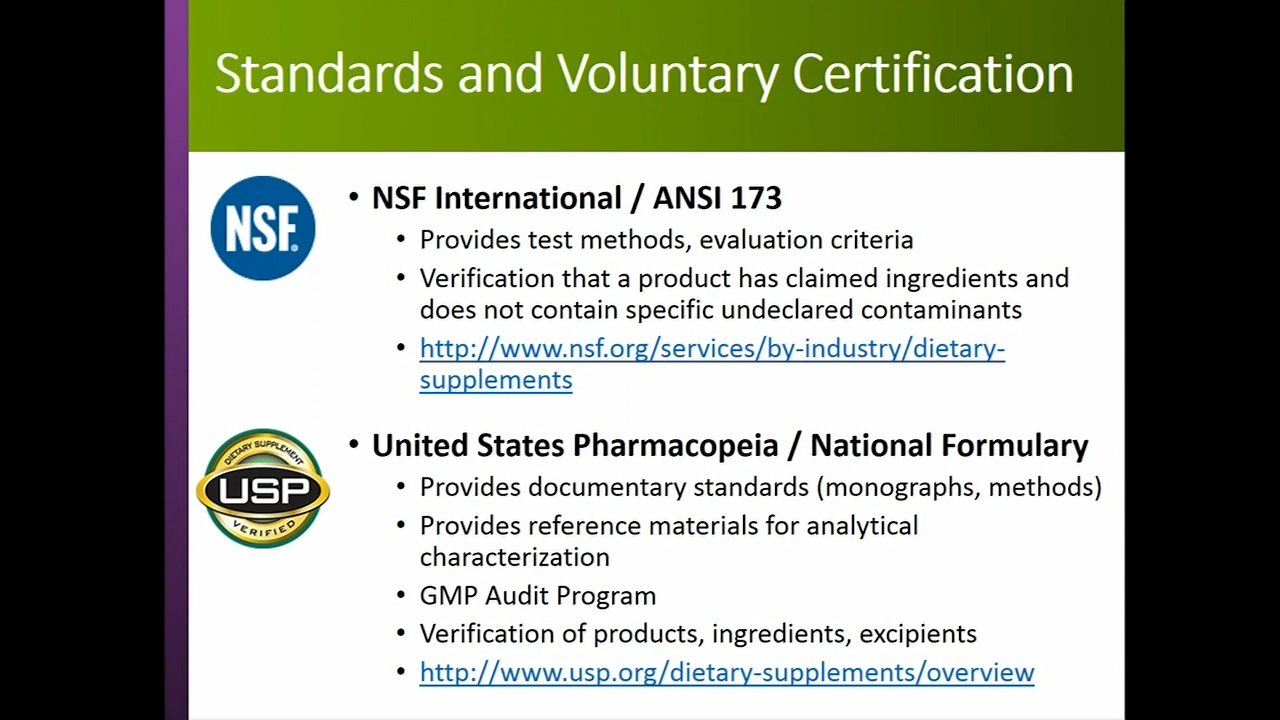 Standards and Voluntary Certification
NSF®
• NSF International / ANSI 173
• Provides test methods, evaluation criteria
• Verification that a product has claimed ingredients and
does not contain specific undeclared contaminants
• http://www.nsf.org/services/by-industry/dietary-
supplements
DIETARY SUPPLEMENT
USP
VERIFIED
• United States Pharmacopeia / National Formulary
• Provides documentary standards (monographs, methods)
• Provides reference materials for analytical
characterization
• GMP Audit Program
• Verification of products, ingredients, excipients
• http://www.usp.org/dietary-supplements/overview